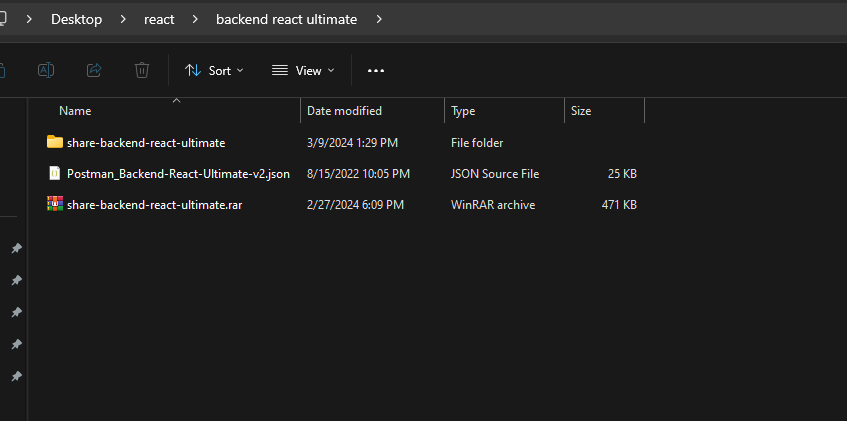 Desktop > react > backend react ultimate >
Sort View ...
Name Date modified Type Size
share-backend-react-ultimate 3/9/2024 1:29 PM File folder
Postman_Backend-React-Ultimate-v2.json 8/15/2022 10:05 PM JSON Source File 25 KB
share-backend-react-ultimate.rar 2/27/2024 6:09 PM WinRAR archive 471 KB